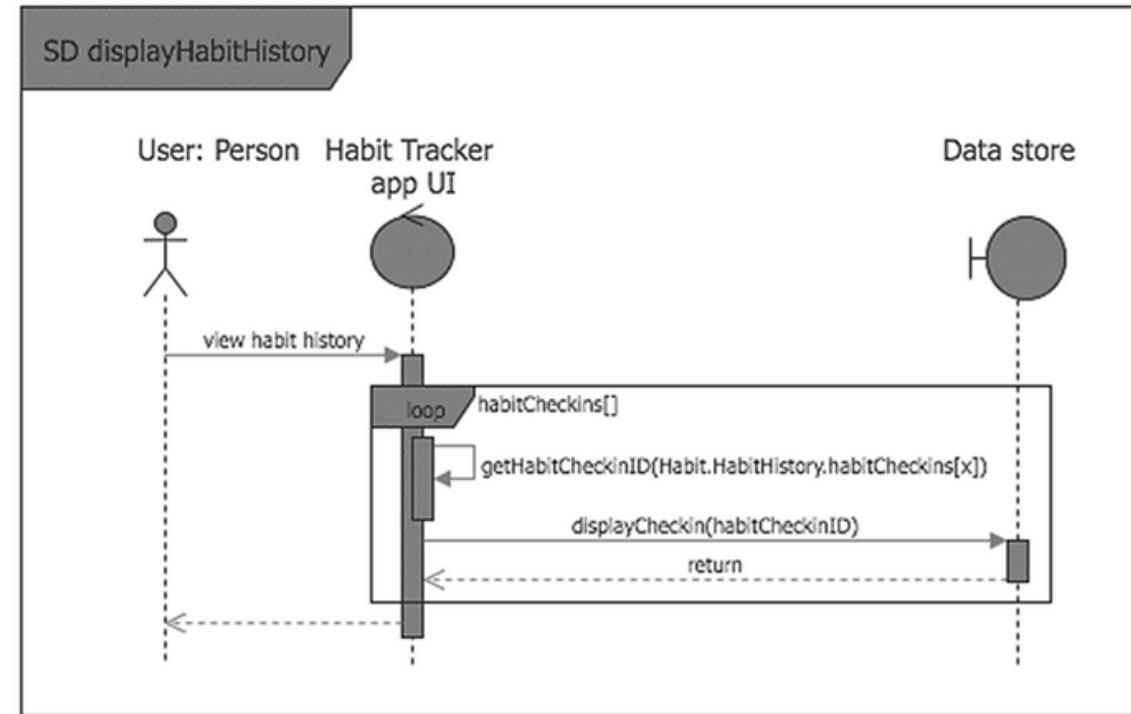 SD displayHabitHistory
User: Person
Habit Tracker
app UI
Data store
view habit history
loop
habitCheckins[]
getHabitCheckinID(Habit.HabitHistory.habitCheckins[x])
displayCheckin(habitCheckinID)
return